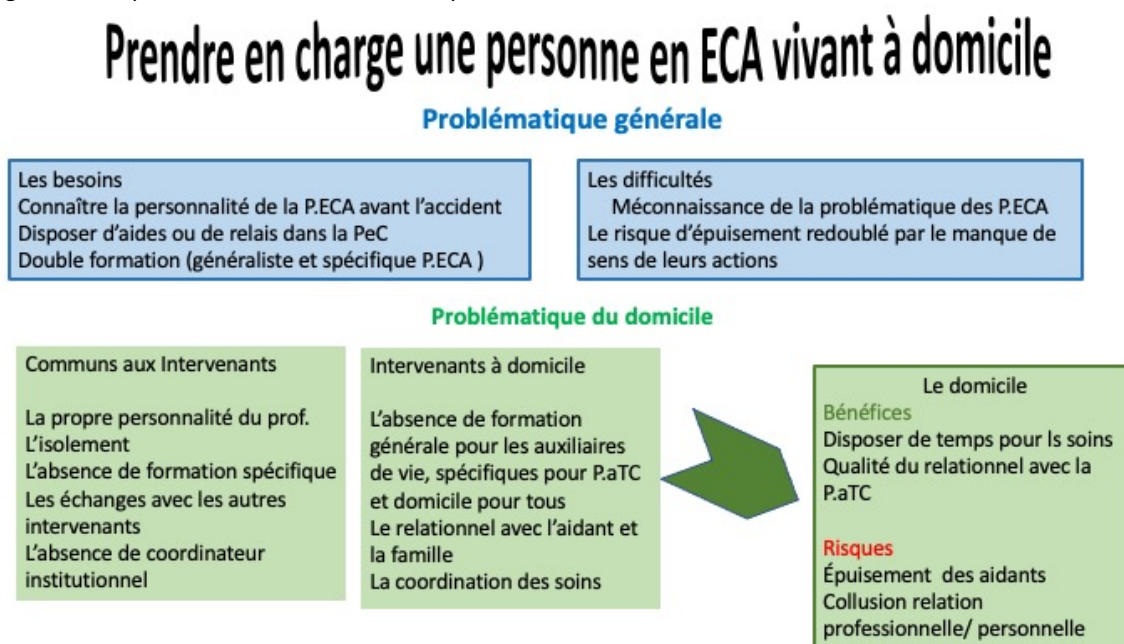 Prendre en charge une personne en ECA vivant à domicile
Problématique générale
Les besoins
Connaître la personnalité de la P.ECA avant l’accident
Disposer d’aides ou de relais dans la PeC
Double formation (généraliste et spécifique P.ECA )
Les difficultés
Méconnaissance de la problématique des P.ECA
Le risque d’épuisement redoublé par le manque de
sens de leurs actions
Problématique du domicile
Communs aux Intervenants
La propre personnalité du prof.
L’isolement
L’absence de formation spécifique
Les échanges avec les autres
intervenants
L’absence de coordinateur
institutionnel
Intervenants à domicile
L’absence de formation
générale pour les auxiliaires
de vie, spécifiques pour P.aTC
et domicile pour tous
Le relationnel avec l’aidant et
la famille
La coordination des soins
Le domicile
Bénéfices
Disposer de temps pour ls soins
Qualité du relationnel avec la
P.aTC
Risques
Épuisement des aidants
Collusion relation
professionnelle/ personnelle